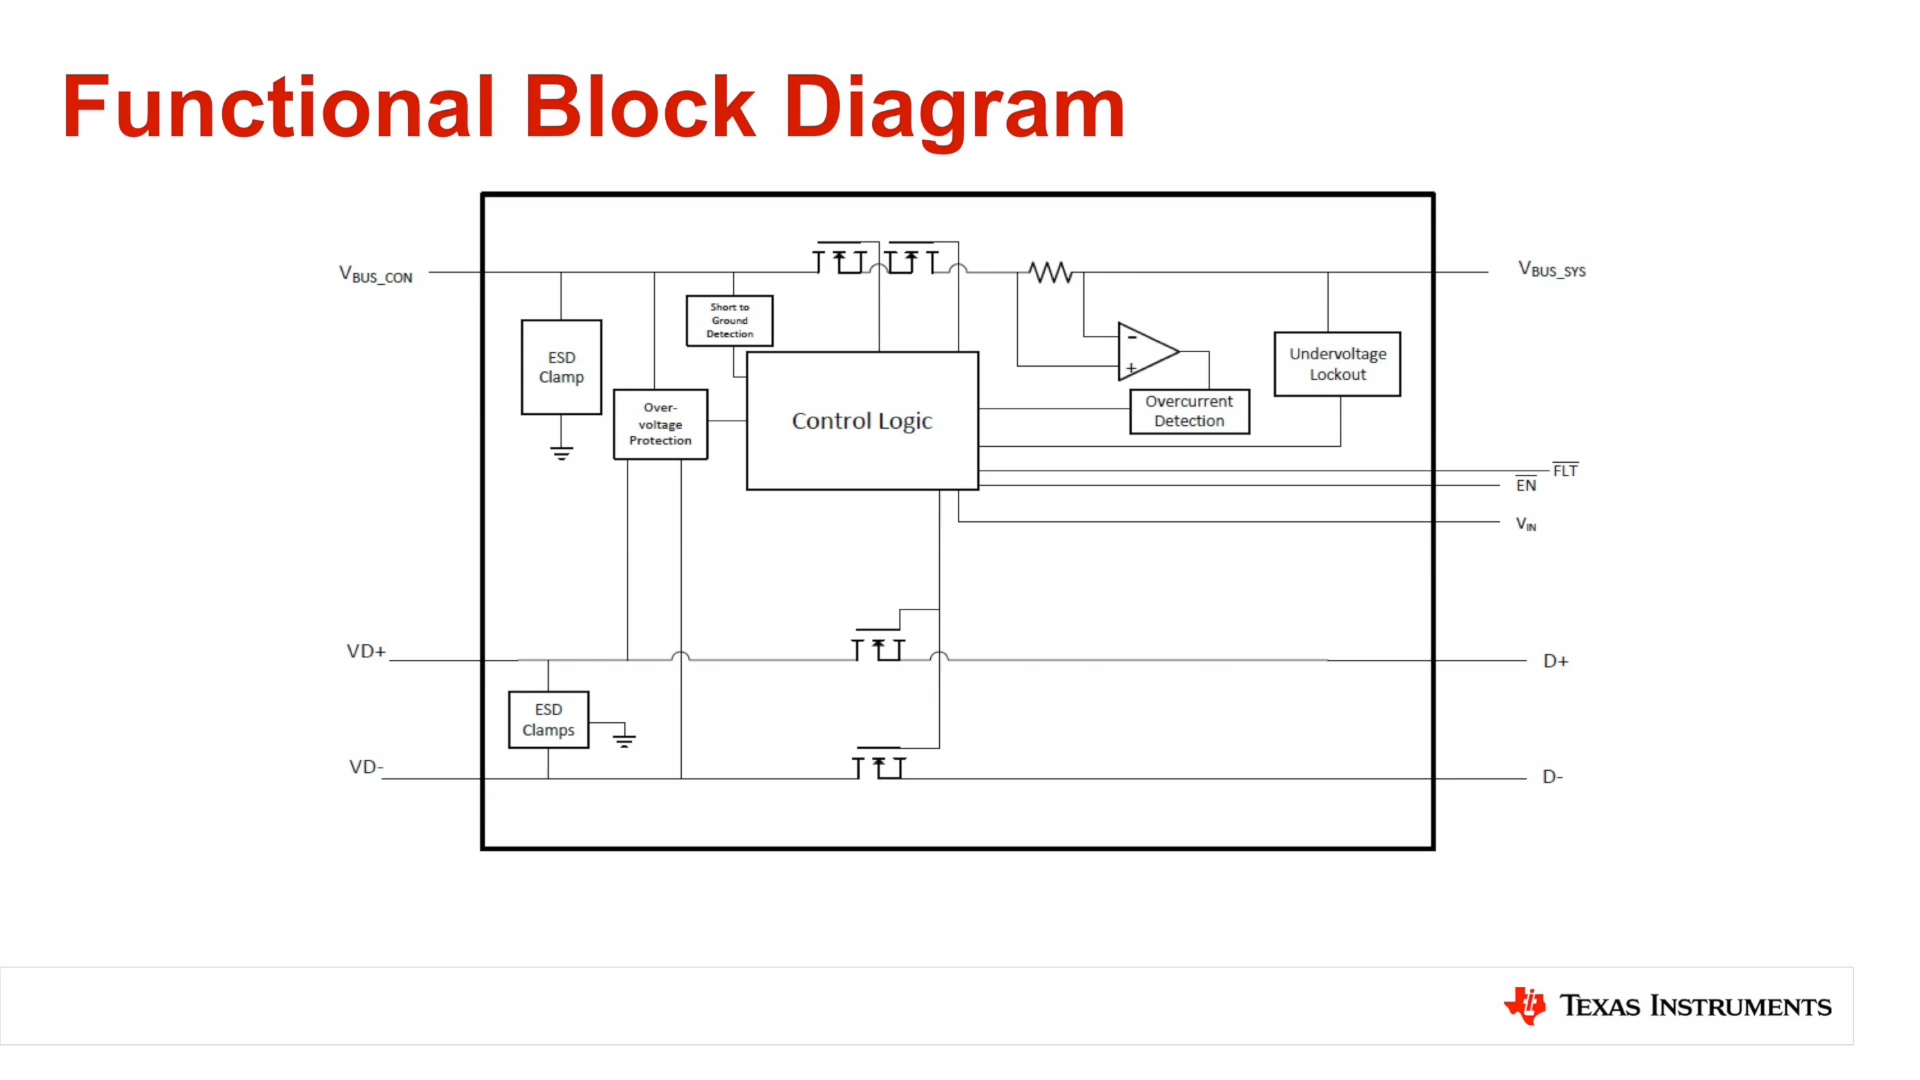 Functional Block Diagram
VBUS_CON
VBUS_SYS
Short to
Ground
Detection
ESD
Clamp
Over-
voltage
Protection
Control Logic
-
+
Overcurrent
Detection
Undervoltage
Lockout
FLT
EN
VIN
VD+
D+
ESD
Clamps
VD-
D-
TEXAS INSTRUMENTS